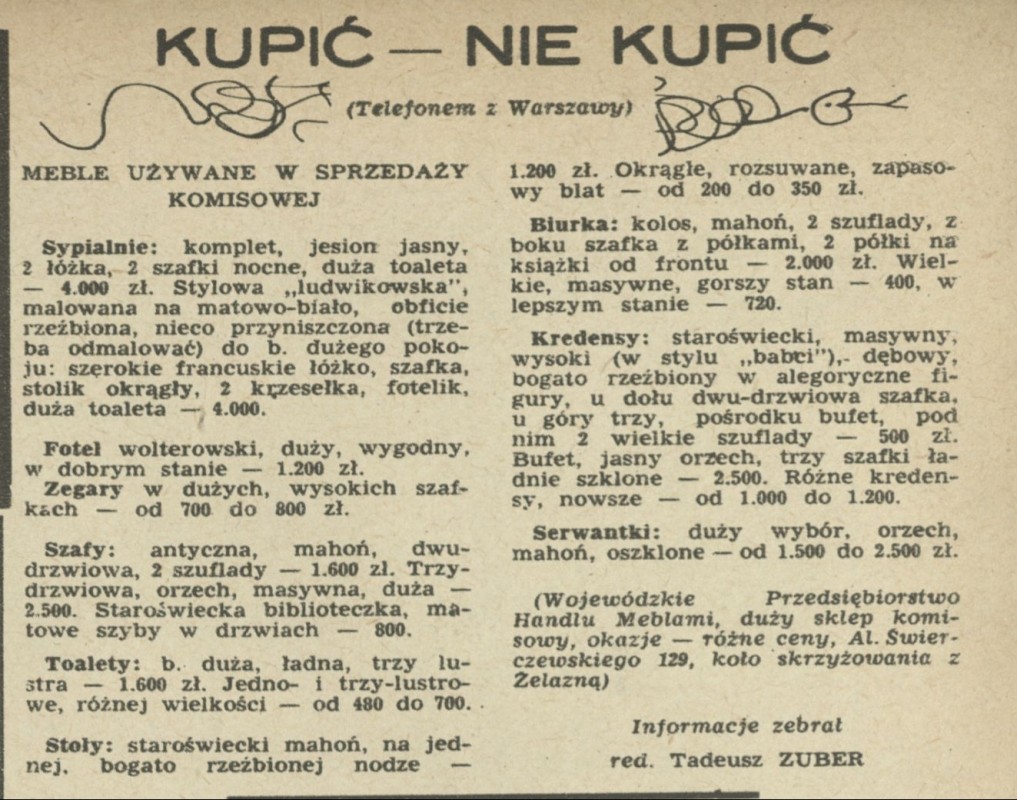 KUPIĆ — NIE KUPIĆ
(Telefonem z Warszawy)
MEBLE UŻYWANE W SPRZEDAŻY
KOMISOWEJ
Sypialnie: komplet, jesion jasny,
2 łóżka, 2 szafki nocne, duża toaleta
— 4.000 zł. Stylowa „ludwikowska",
malowana na matowo-biało, obficie
rzeźbiona, nieco przyniszczona (trze-
ba odmalować) do b. dużego poko-
ju: szerokie francuskie łóżko, szafka,
stolik okrągły, 2 krzesełka, fotelik,
duża toaleta — 4.000.
Fotel wolterowski, duży, wygodny,
w dobrym stanie — 1.200 zł.
Zegary w dużych, wysokich szaf-
kach — od 700 do 800 zł.
Szafy: antyczna, mahoń, dwu-
drzwiowa, 2 szuflady — 1.600 zł. Trzy-
drzwiowa, orzech, masywna, duża —
2.500. Staroświecka biblioteczka, ma-
towe szyby w drzwiach — 800.
Toalety: b. duża, ładna, trzy lu-
stra — 1.600 zł. Jedno- i trzy-lustro-
we, różnej wielkości — od 480 do 700.
Stoły: staroświecki mahoń, na jed-
nej, bogato rzeźbionej nodze —
1.200 zł. Okrągłe, rozsuwane, zapaso-
wy blat — od 200 do 350 zł.
Biurka: kolos, mahoń, 2 szuflady, z
boku szafka z półkami, 2 półki na
książki od frontu — 2.000 zł. Wiel-
kie, masywne, gorszy stan — 400, w
lepszym stanie — 720.
Kredensy: staroświecki, masywny,
wysoki (w stylu „babci"), dębowy,
bogato rzeźbiony w alegoryczne fi-
gury, u dołu dwu-drzwiowa szafka,
u góry trzy, pośrodku bufet, pod
nim 2 wielkie szuflady — 500 zł.
Bufet, jasny orzech, trzy szafki ła-
dnie szklone — 2.500. Różne kreden-
sy, nowsze — od 1.000 do 1.200.
Serwantki: duży wybór, orzech,
mahoń, oszklone — od 1.500 do 2.500 zł.
(Wojewódzkie Przedsiębiorstwo
Handlu Meblami, duży sklep komi-
sowy, okazje — różne ceny, Al. Świer-
czewskiego 129, koło skrzyżowania z
Żelazną)
Informacje zebrał
red. Tadeusz ZUBER